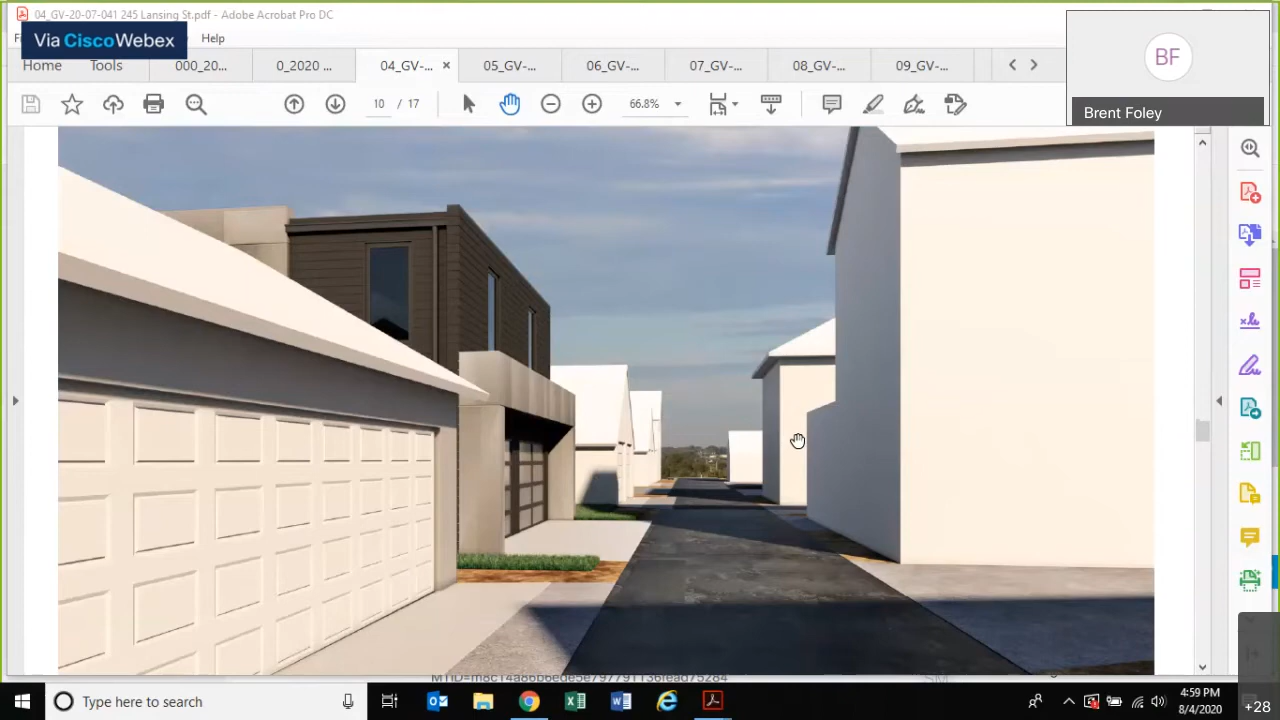 04_GV-20-07-041 245 Lansing St.pdf - Adobe Acrobat Pro DC
Via CiscoWebex
Help
Home Tools 000_20... 0_2020 ... 04_GV-... × 05_GV-... 06_GV-... 07_GV-... 08_GV-... 09_GV-...
10 / 17 66.8%
BF
Brent Foley
Type here to search
4:59 PM
8/4/2020
+28